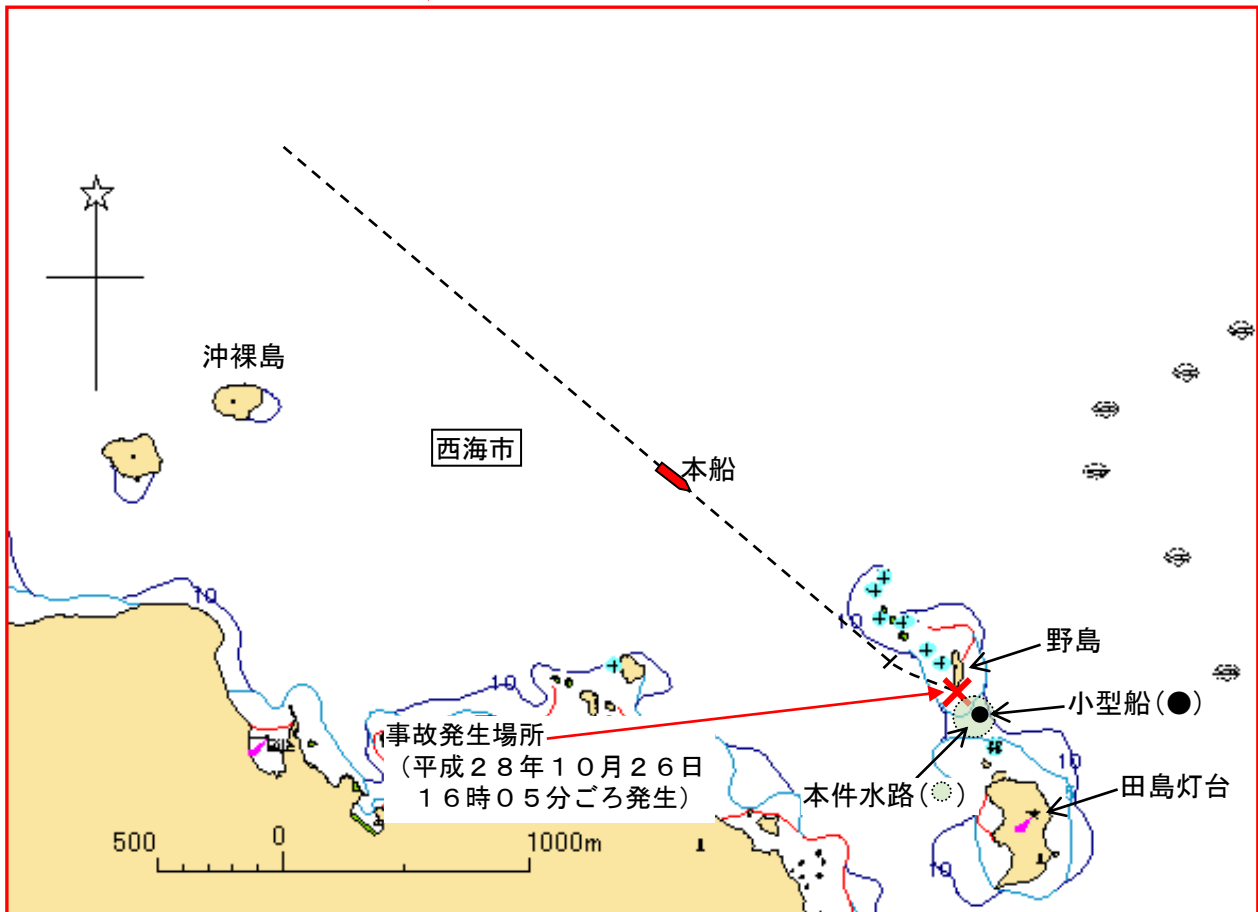 沖裸島
西海市
本船
10
10
野島
10
小型船(●)
事故発生場所
(平成28年10月26日
16時05分ごろ発生)
10
本件水路( )
田島灯台
500
0
1000m
10